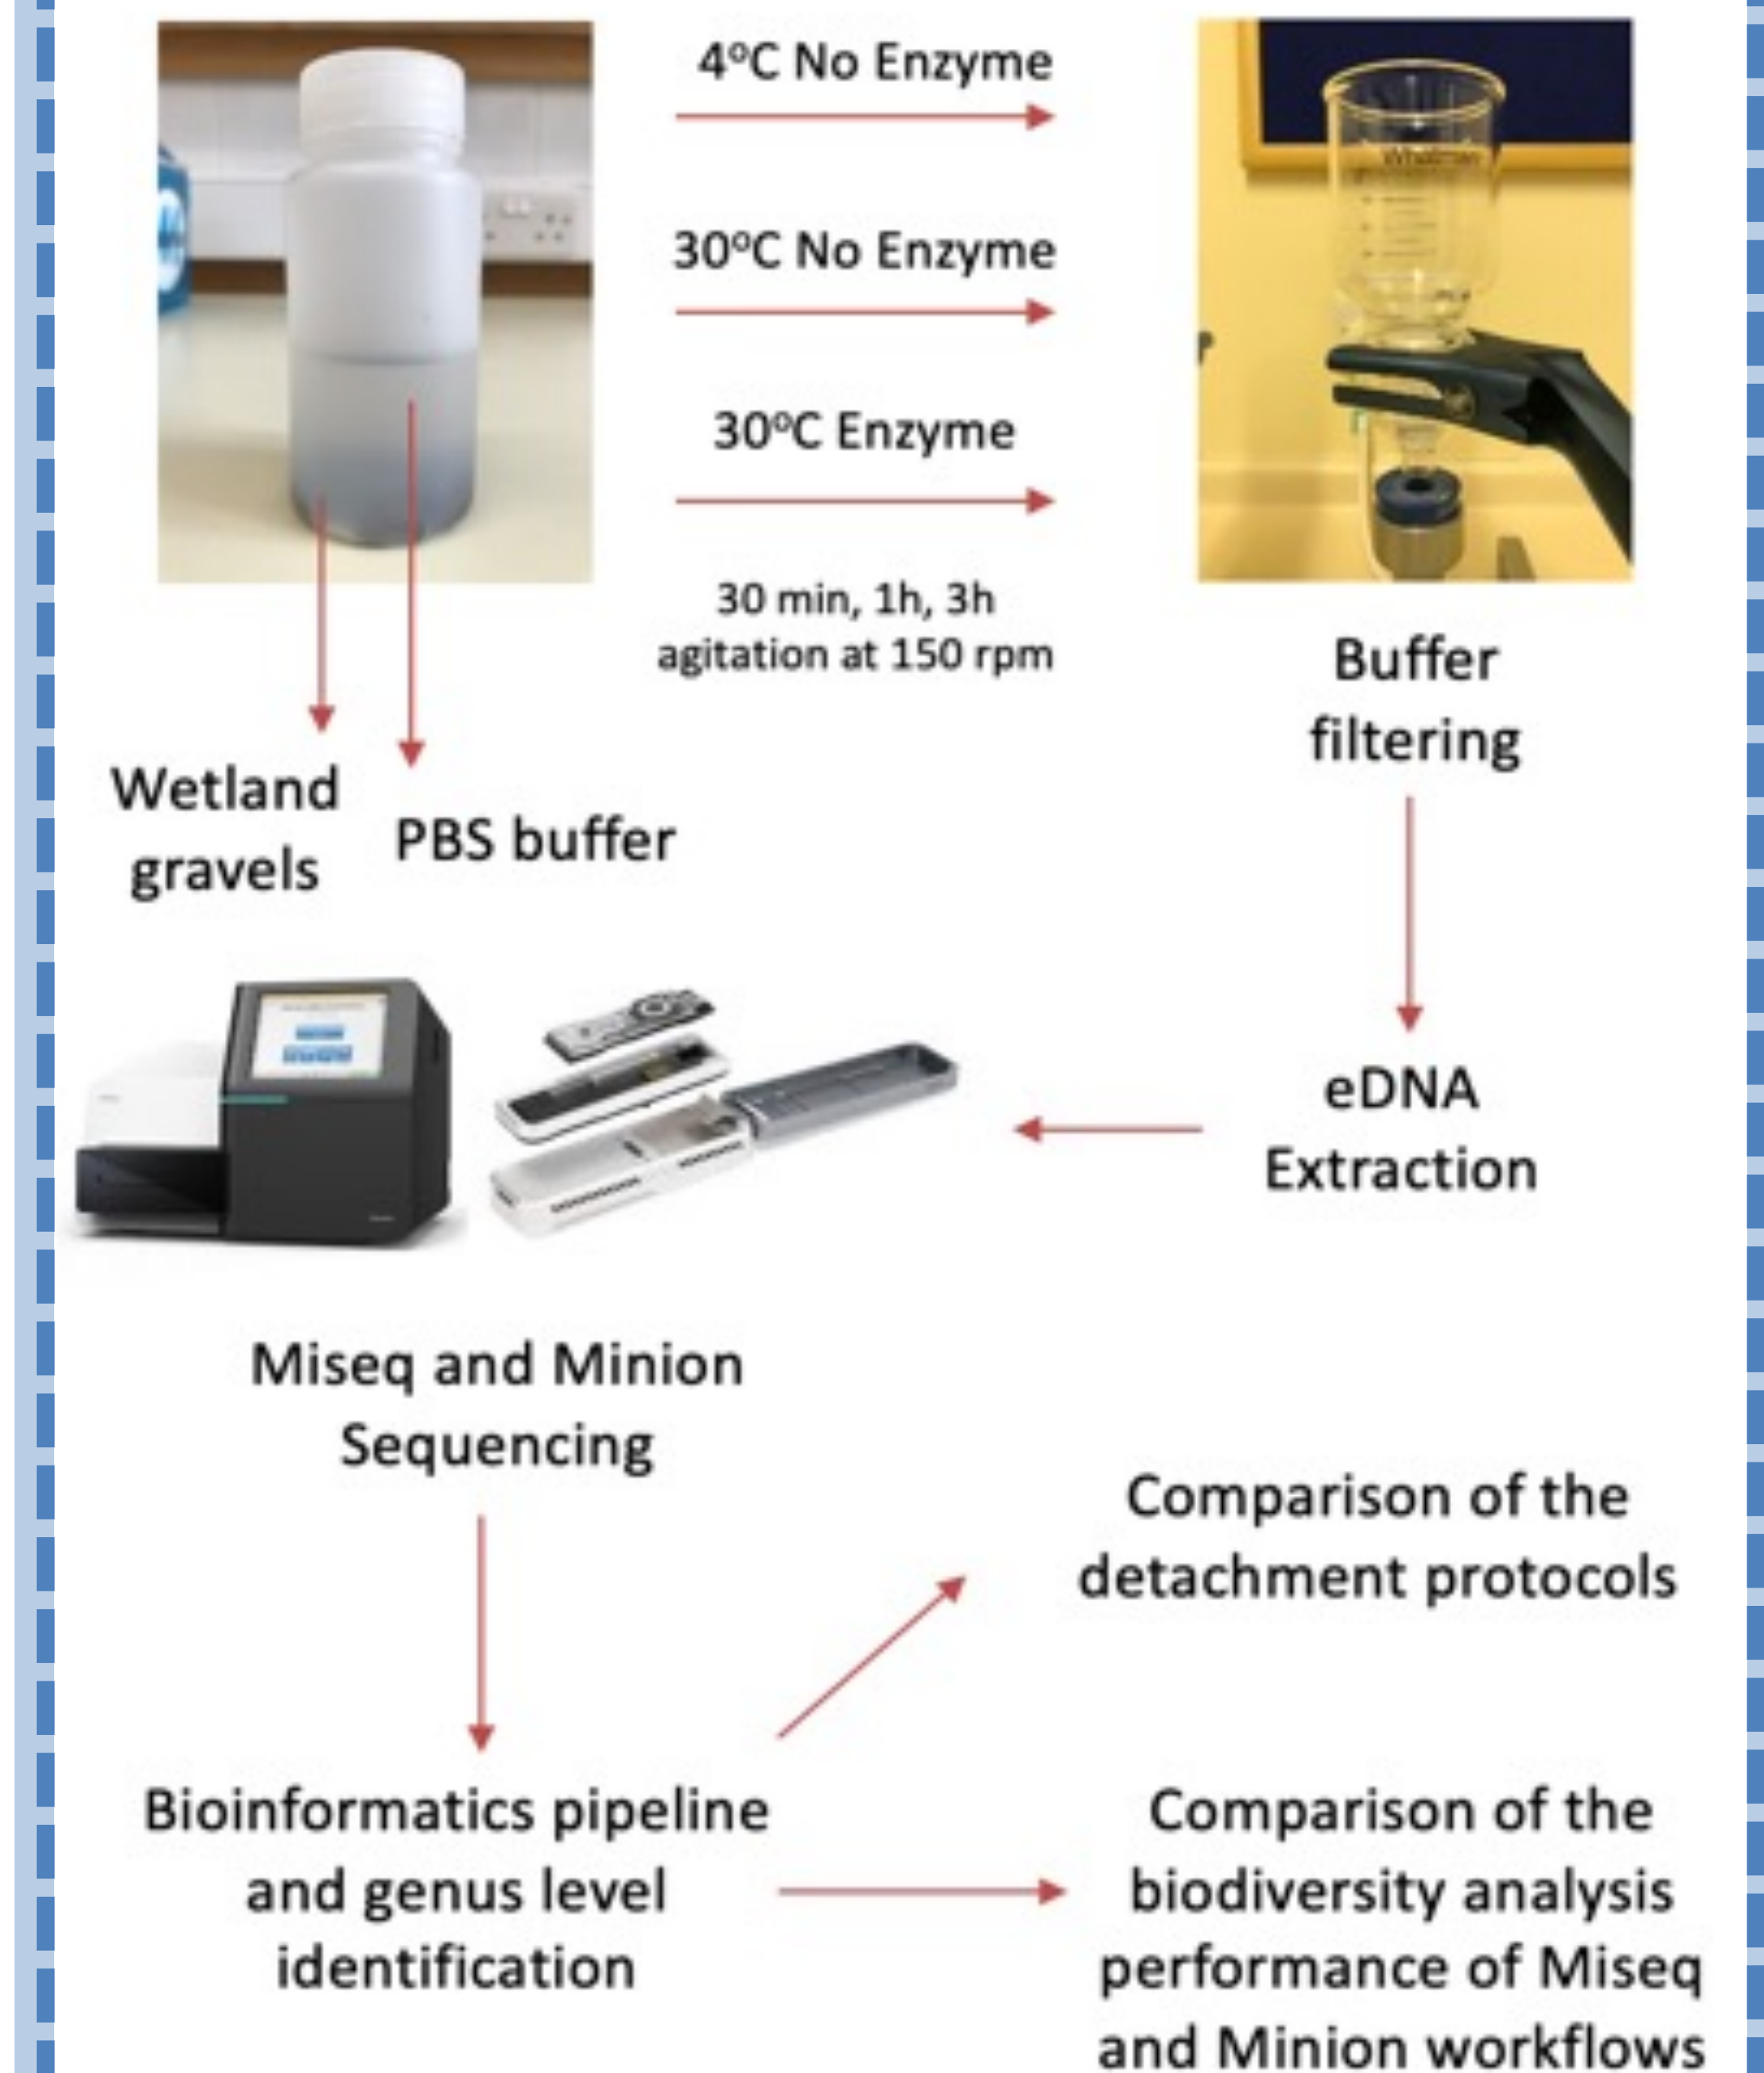 4°C No Enzyme
30°C No Enzyme
30°C Enzyme
30 min, 1h, 3h
agitation at 150 rpm
Whatman
Wetland
gravels
PBS buffer
Buffer
filtering
eDNA
Extraction
Miseq and Minion
Sequencing
Bioinformatics pipeline
and genus level
identification
Comparison of the
detachment protocols
Comparison of the
biodiversity analysis
performance of Miseq
and Minion workflows